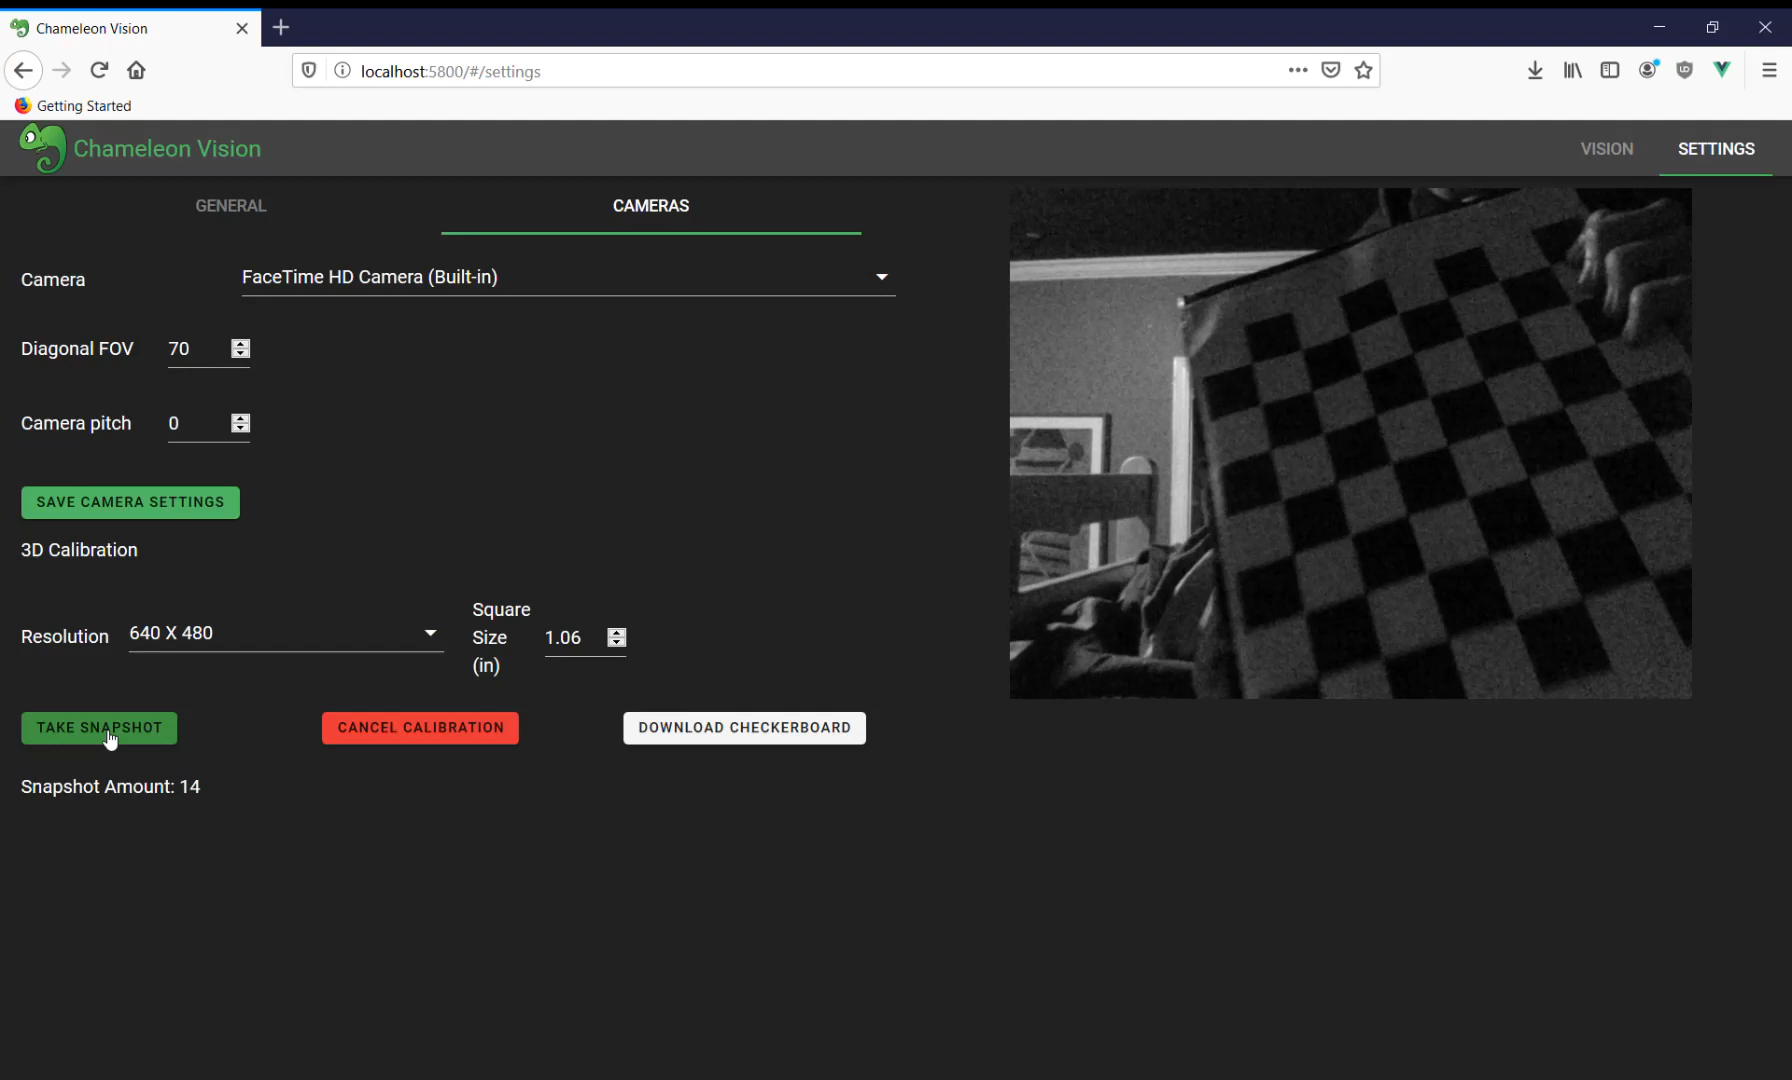 Chameleon Vision
localhost:5800/#/settings
Getting Started
Chameleon Vision
VISION
SETTINGS
GENERAL
CAMERAS
Camera
FaceTime HD Camera (Built-in)
Diagonal FOV
70
Camera pitch
0
SAVE CAMERA SETTINGS
3D Calibration
Resolution
640 X 480
Square
Size
(in)
1.06
TAKE SNAPSHOT
CANCEL CALIBRATION
DOWNLOAD CHECKERBOARD
Snapshot Amount: 14